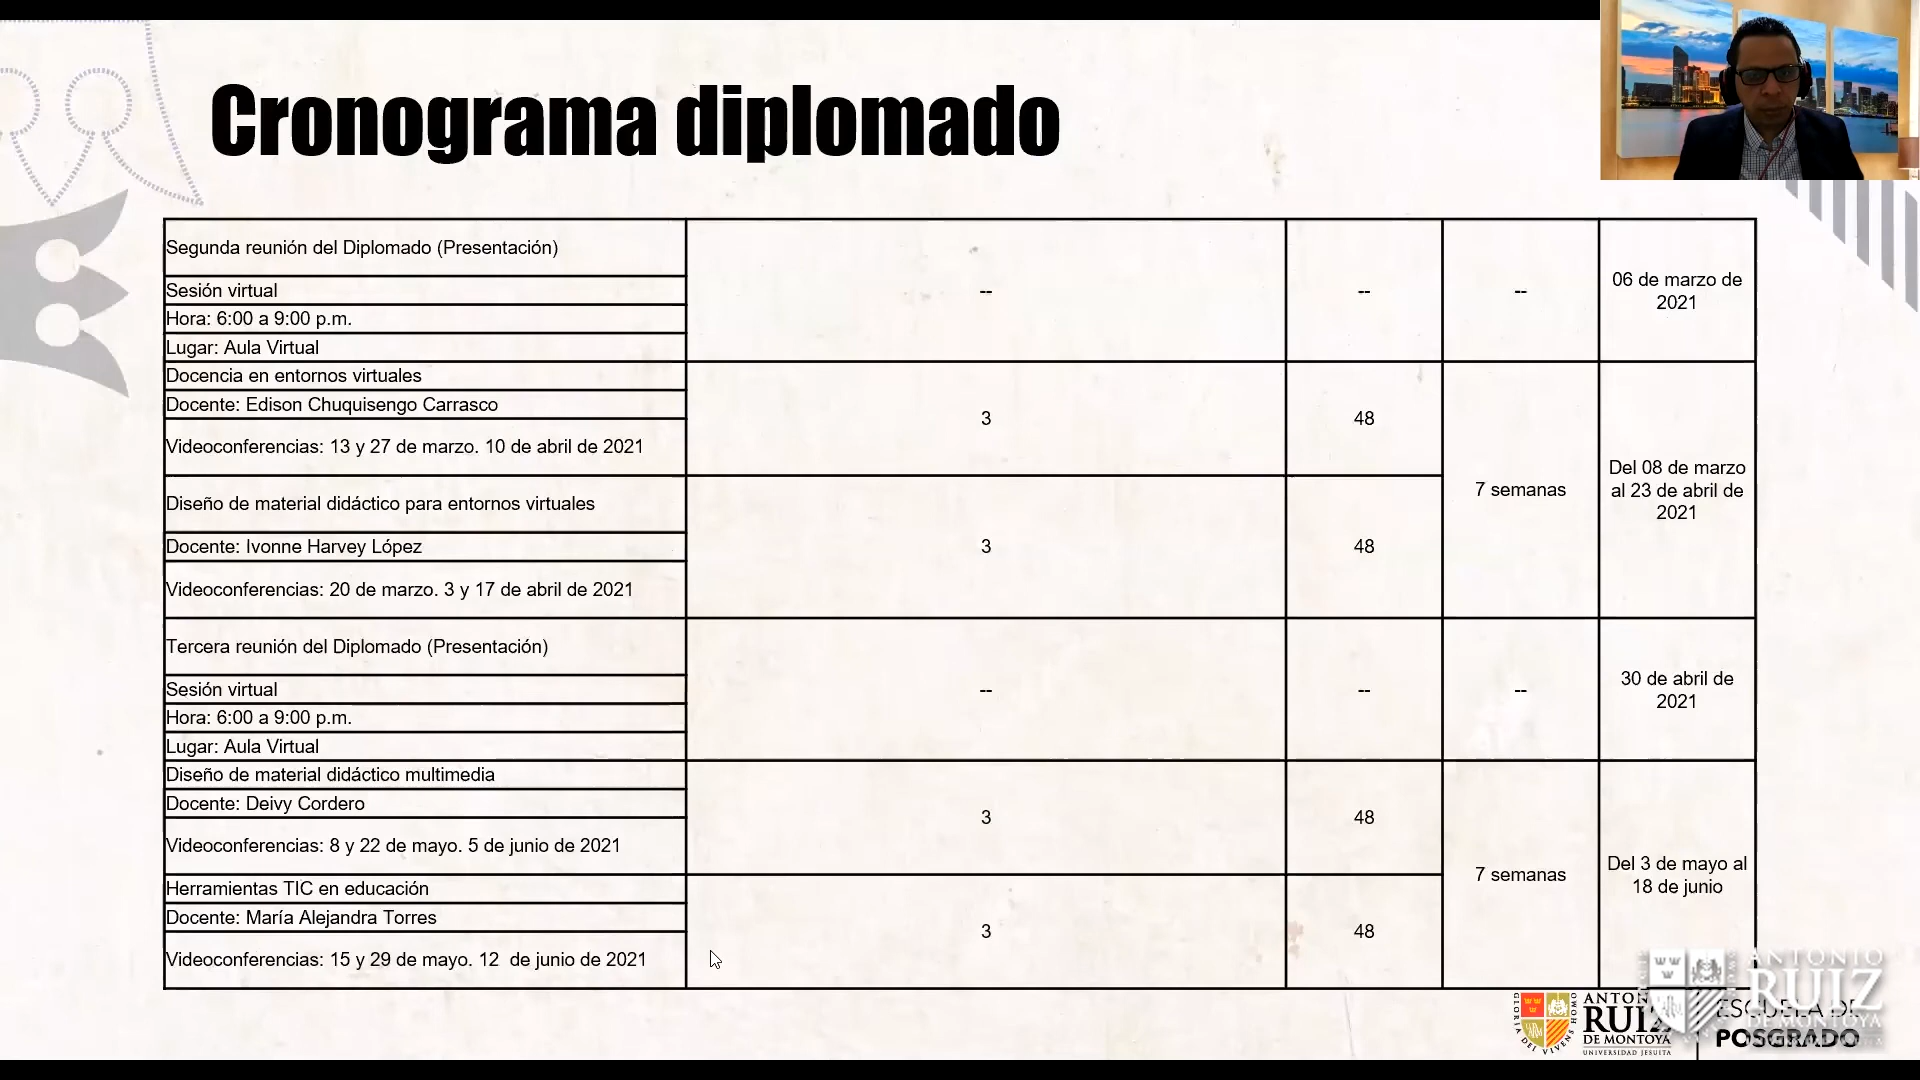 Cronograma diplomado
Segunda reunión del Diplomado (Presentación)
Sesión virtual
Hora: 6:00 a 9:00 p.m.
Lugar: Aula Virtual
--
--
--
06 de marzo de
2021
Docencia en entornos virtuales
Docente: Edison Chuquisengo Carrasco
Videoconferencias: 13 y 27 de marzo. 10 de abril de 2021
3
48
Diseño de material didáctico para entornos virtuales
Docente: Ivonne Harvey López
Videoconferencias: 20 de marzo. 3 y 17 de abril de 2021
3
48
7 semanas
Del 08 de marzo
al 23 de abril de
2021
Tercera reunión del Diplomado (Presentación)
Sesión virtual
Hora: 6:00 a 9:00 p.m.
Lugar: Aula Virtual
--
--
--
30 de abril de
2021
Diseño de material didáctico multimedia
Docente: Deivy Cordero
Videoconferencias: 8 y 22 de mayo. 5 de junio de 2021
3
48
Herramientas TIC en educación
Docente: María Alejandra Torres
Videoconferencias: 15 y 29 de mayo. 12  de junio de 2021
3
48
7 semanas
Del 3 de mayo al
18 de junio
ANTONIO
RUIZ
DE MONTOYA
UNIVERSIDAD JESUITA
ESCUELA DE
POSGRADO
ANTONIO
RUIZ
DE MONTOYA